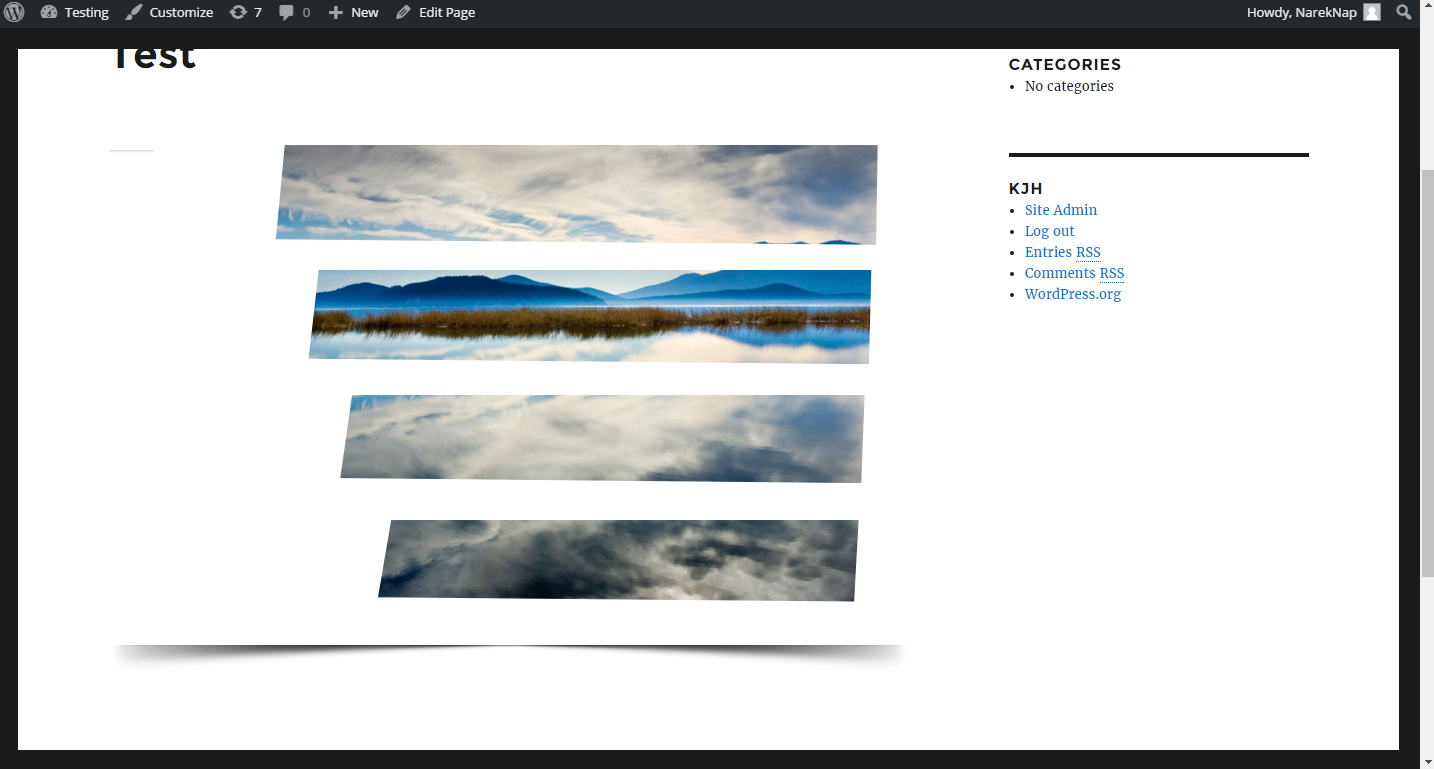 Testing Customize 7 0 New Edit Page Howdy, NarekNap
Test
CATEGORIES
No categories
KJH
Site Admin
Log out
Entries RSS
Comments RSS
WordPress.org